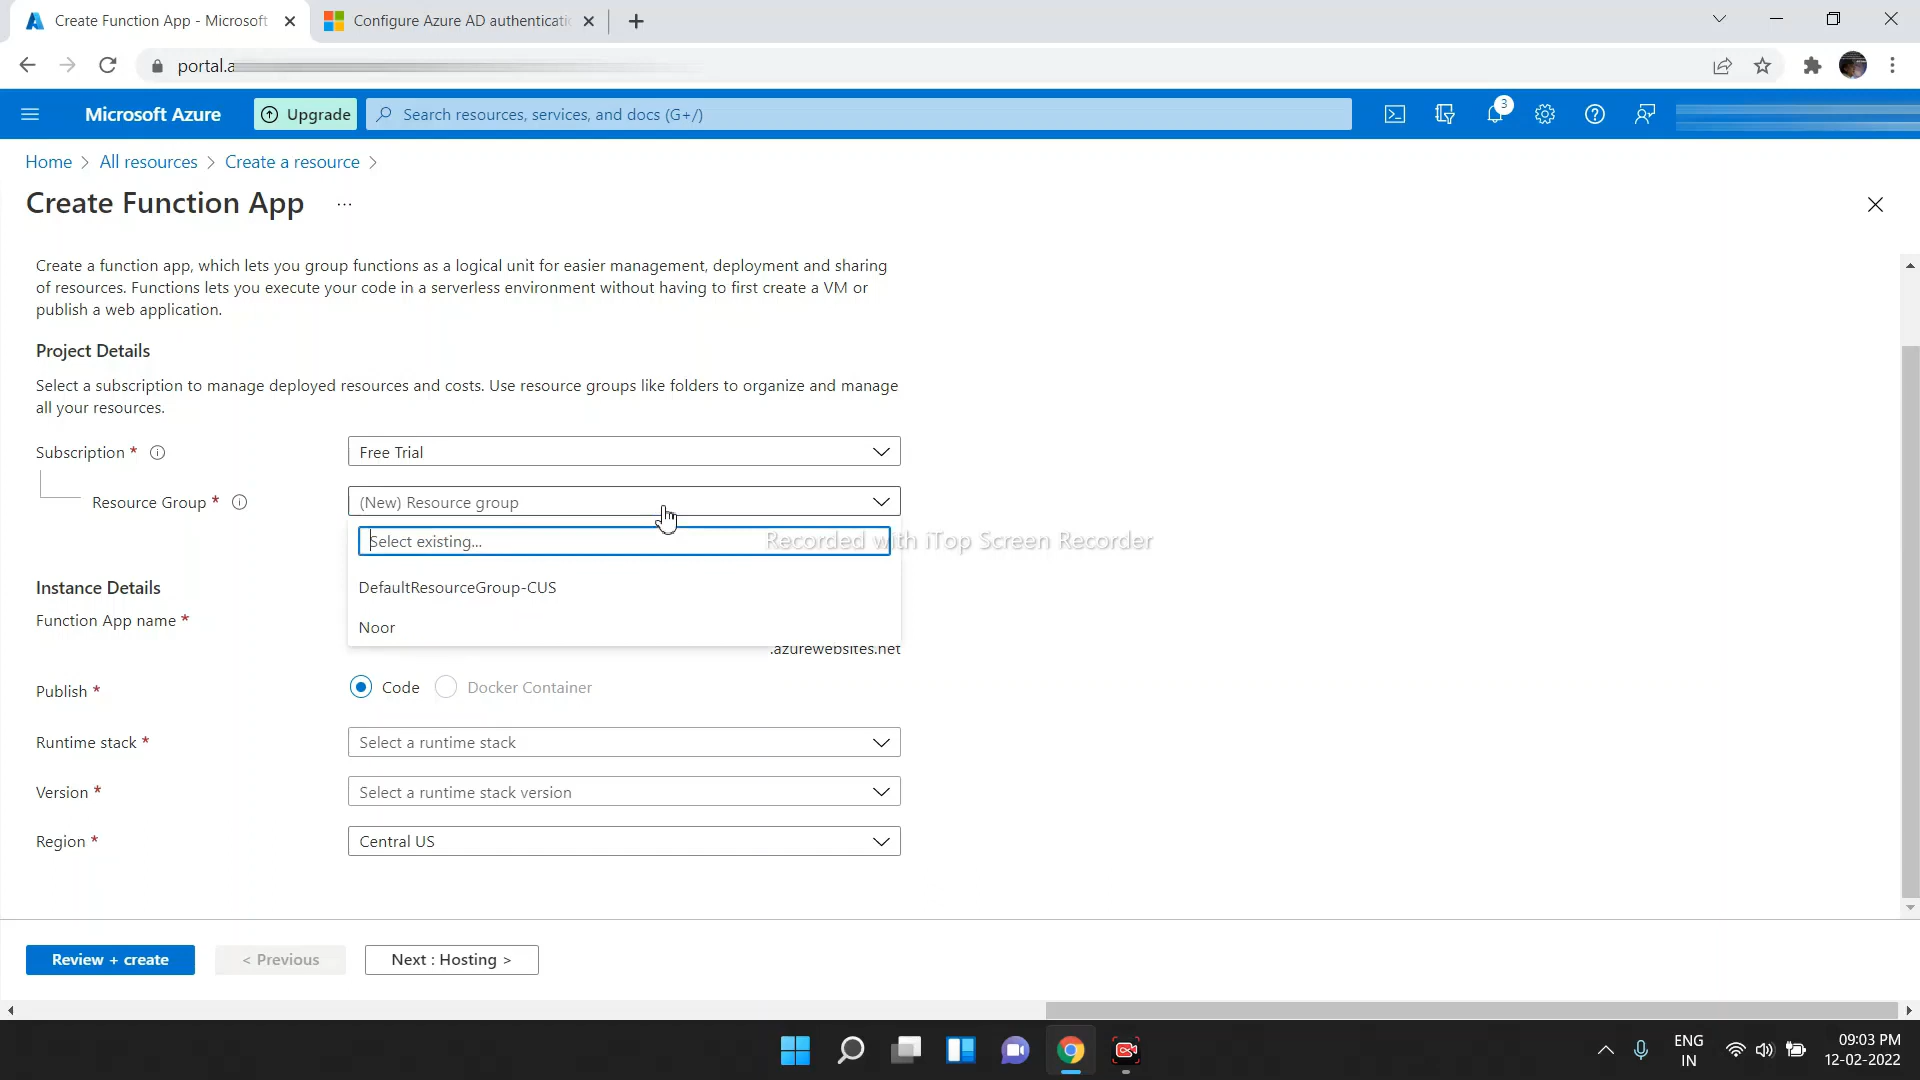 Create Function App - Microsoft
Configure Azure AD authenticatic
portal.a
Microsoft Azure
Upgrade
Search resources, services, and docs (G+/)
3
Home > All resources > Create a resource >
Create Function App ...
Create a function app, which lets you group functions as a logical unit for easier management, deployment and sharing
of resources. Functions lets you execute your code in a serverless environment without having to first create a VM or
publish a web application.
Project Details
Select a subscription to manage deployed resources and costs. Use resource groups like folders to organize and manage
all your resources.
Subscription *
Free Trial
Resource Group *
(New) Resource group
Select existing...
Recorded with iTop Screen Recorder
DefaultResourceGroup-CUS
Noor
Instance Details
Function App name *
.azurewebsites.net
Publish *
Code
Docker Container
Runtime stack *
Select a runtime stack
Version *
Select a runtime stack version
Region *
Central US
Review + create
< Previous
Next : Hosting >
ENG
IN
09:03 PM
12-02-2022